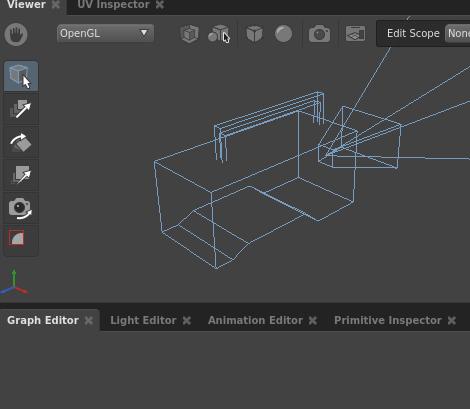 Viewer UV Inspector
OpenGL Edit Scope None
Graph Editor Light Editor Animation Editor Primitive Inspector